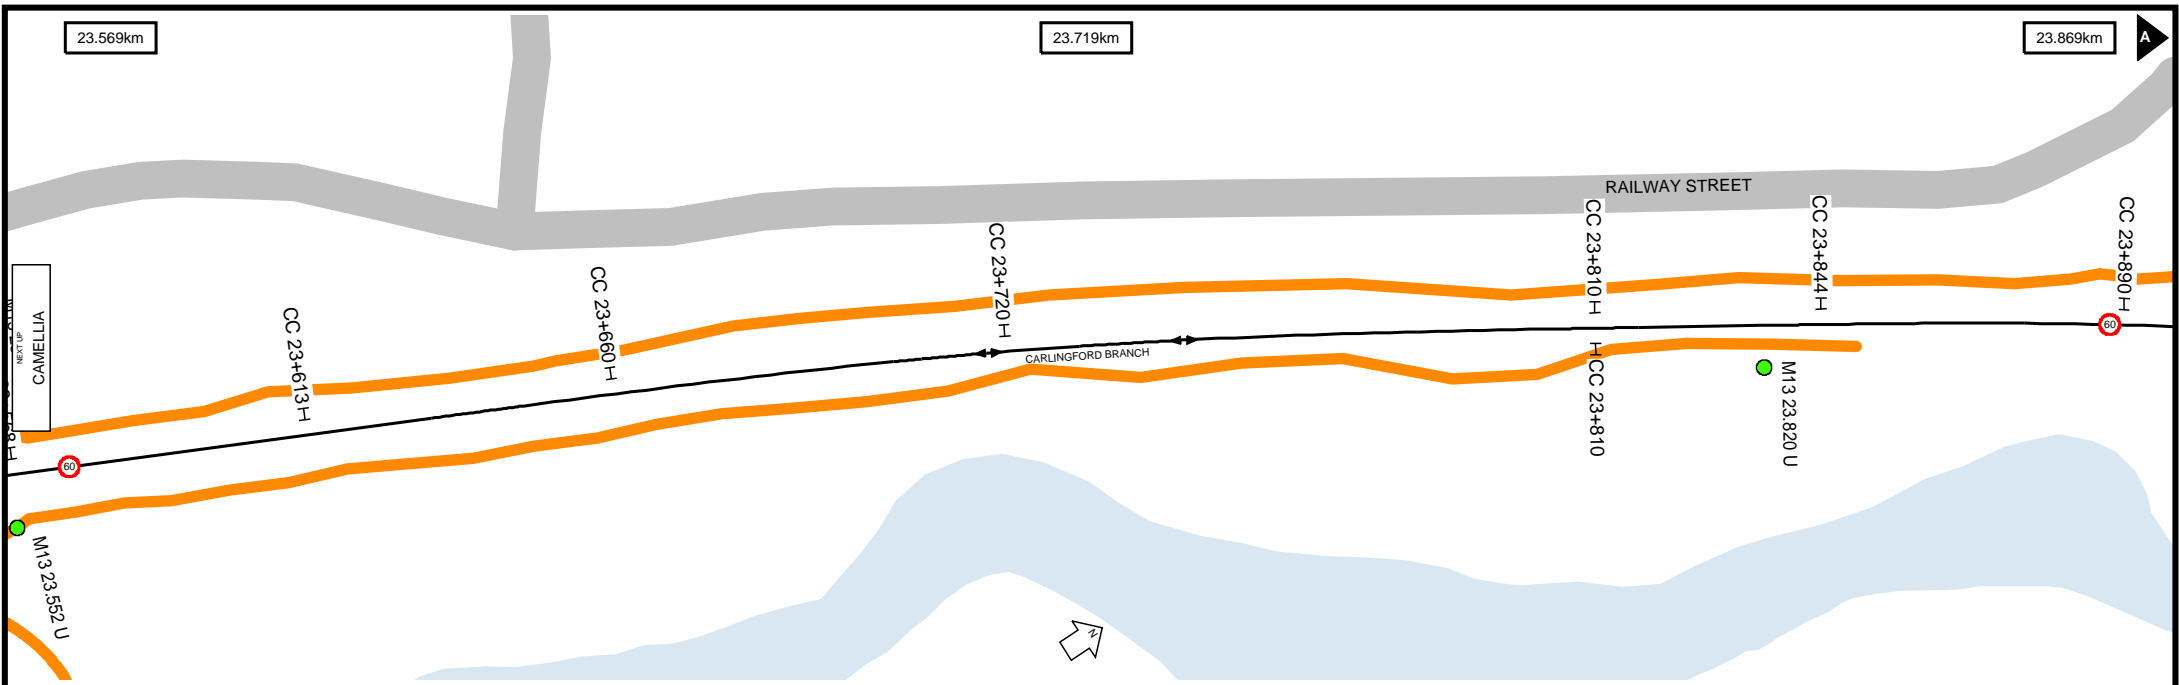 23.569km
23.719km
23.869km
A
RAILWAY STREET
CC 23+613 H
CC 23+660 H
CC 23+720 H
CC 23+810 H
CC 23+844 H
CC 23+890 H
NEXT UP
CAMELLIA
60
CARLINGFORD BRANCH
60
HCC 23+810
M13 23.820 U
M13 23.552 U
N